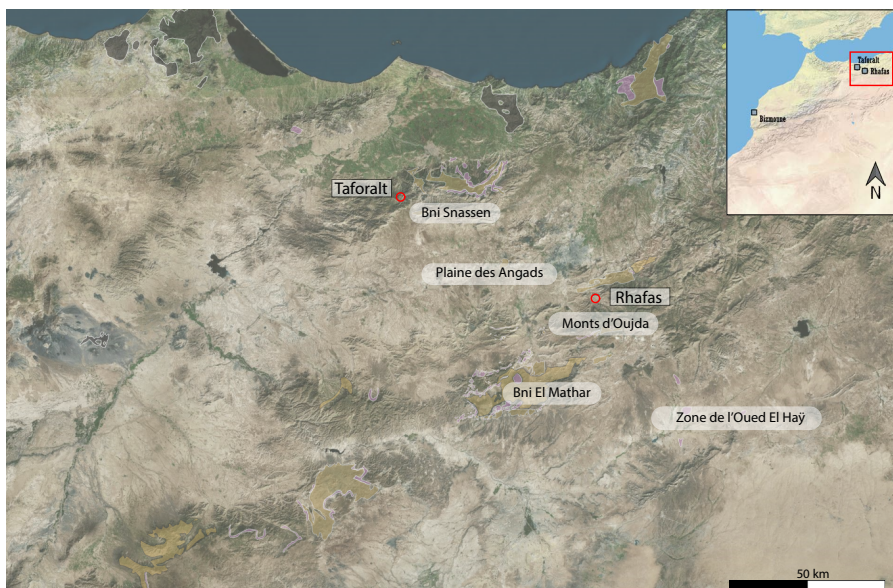 Taforalt
Rhafas
Bizmoune
N
Taforalt
Bni Snassen
Plaine des Angads
Rhafas
Monts d'Oujda
Bni El Mathar
Zone de l'Oued El Haÿ
50 km